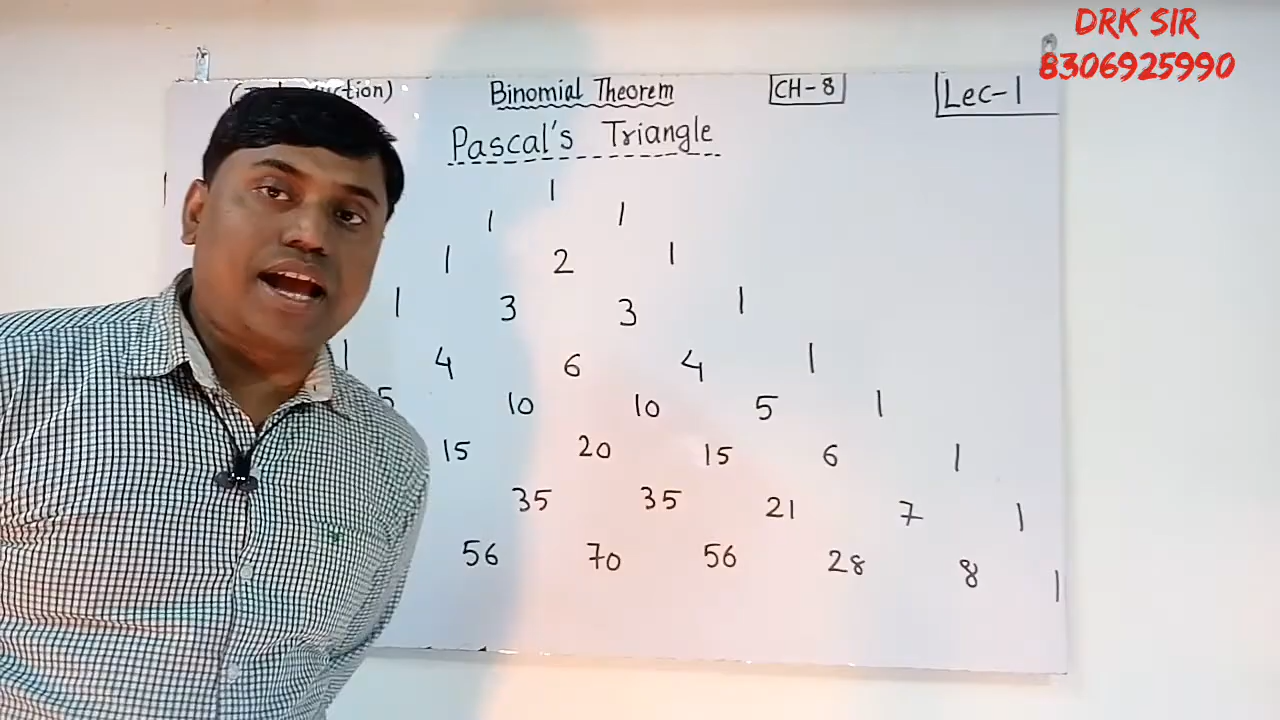 DRK SIR
8306925990
Binomial Theorem CH-8 Lec-1
Pascal's Triangle
1
1 1
1 2 1
1 3 3 1
1 4 6 4 1
5 10 10 5 1
15 20 15 6 1
35 35 21 7 1
56 70 56 28 8 1